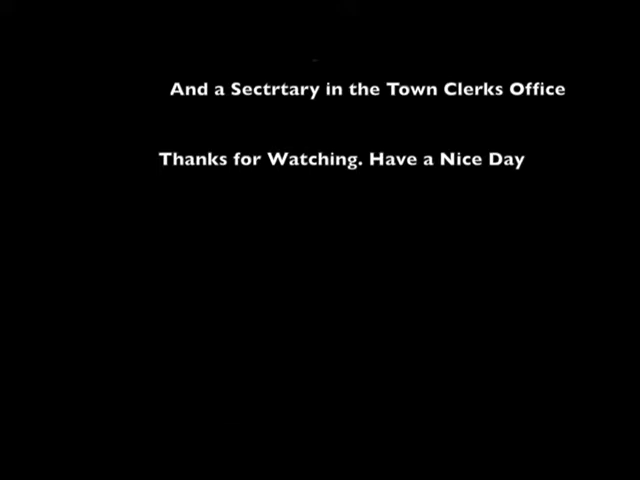 And a Sectrtary in the Town Clerks Office
Thanks for Watching. Have a Nice Day